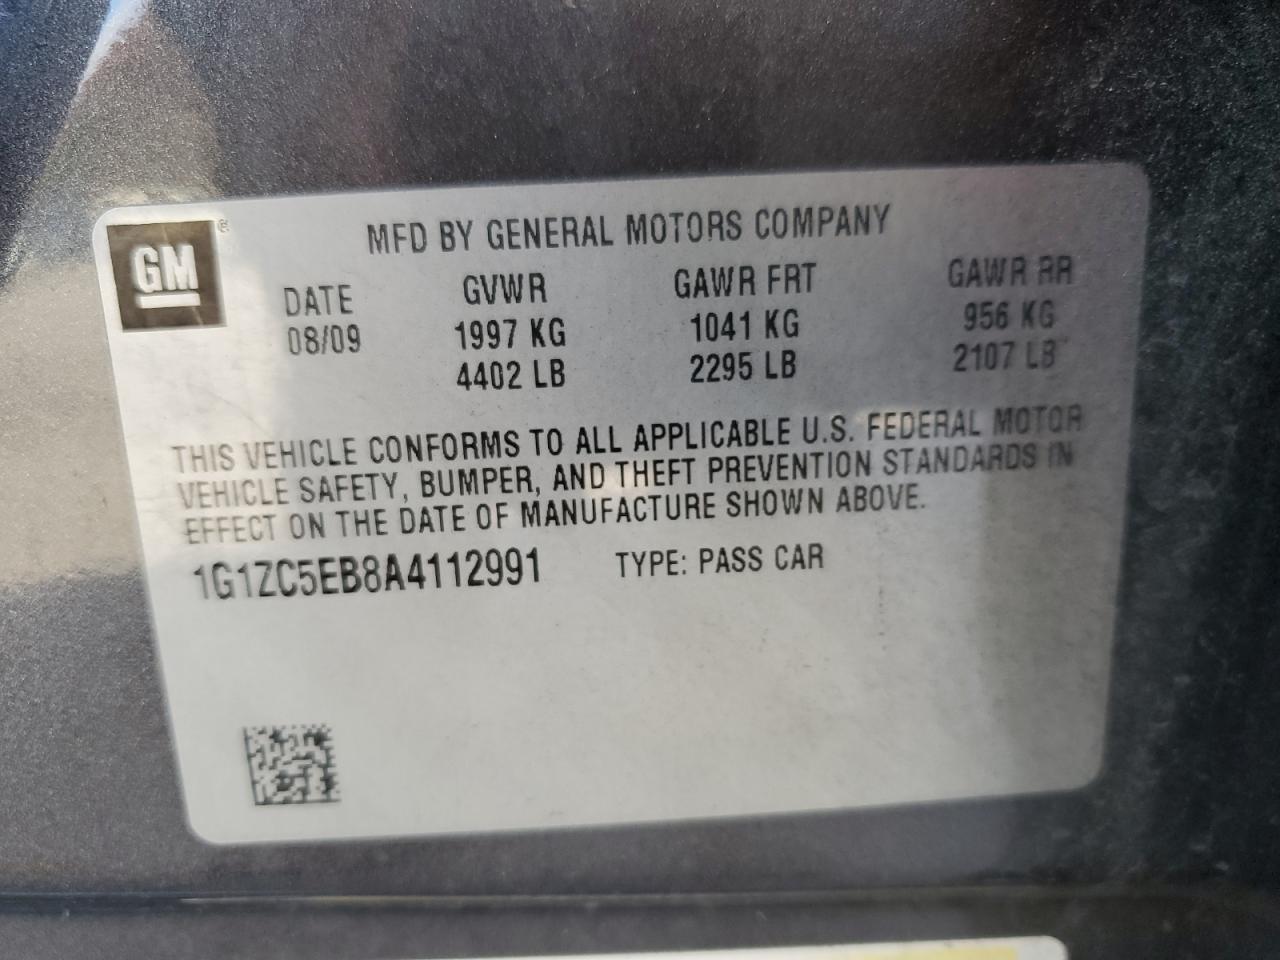 GM®
MFD BY GENERAL MOTORS COMPANY
DATE GVWR GAWR FRT GAWR RR
08/09 1997 KG 1041 KG 956 KG
4402 LB 2295 LB 2107 LB
THIS VEHICLE CONFORMS TO ALL APPLICABLE U.S. FEDERAL MOTOR
VEHICLE SAFETY, BUMPER, AND THEFT PREVENTION STANDARDS IN
EFFECT ON THE DATE OF MANUFACTURE SHOWN ABOVE.
1G1ZC5EB8A4112991 TYPE: PASS CAR